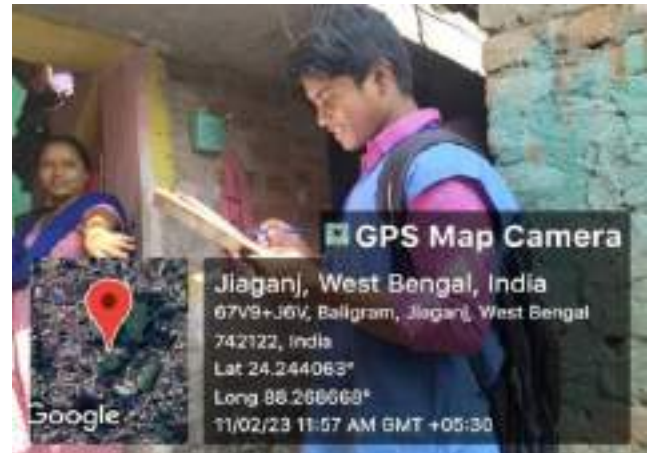 GPS Map Camera
Jiaganj, West Bengal, India
67V9+J6V, Baligram, Jiaganj, West Bengal
742122, India
Lat 24.244063°
Long 88.268668°
11/02/23 11:57 AM GMT +05:30
Google